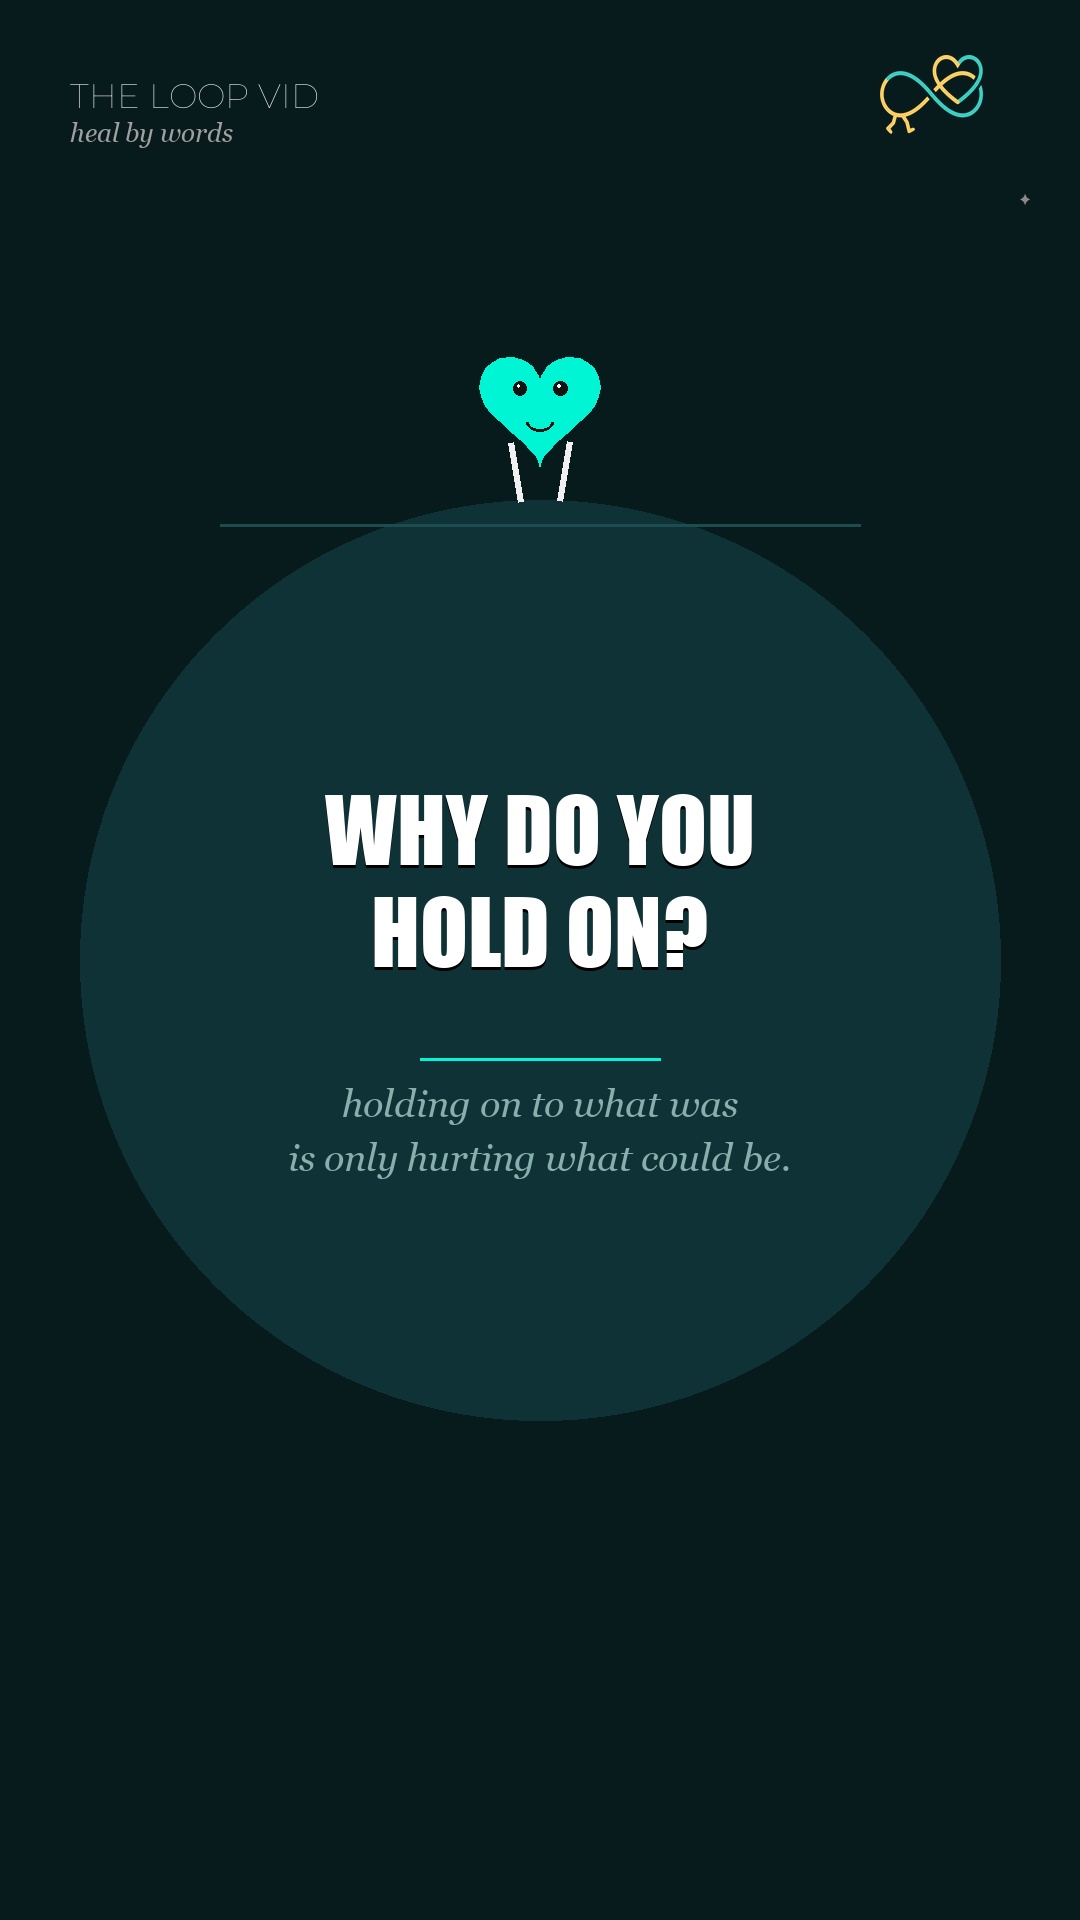 THE LOOP VID
heal by words
WHY DO YOU
HOLD ON?
holding on to what was
is only hurting what could be.